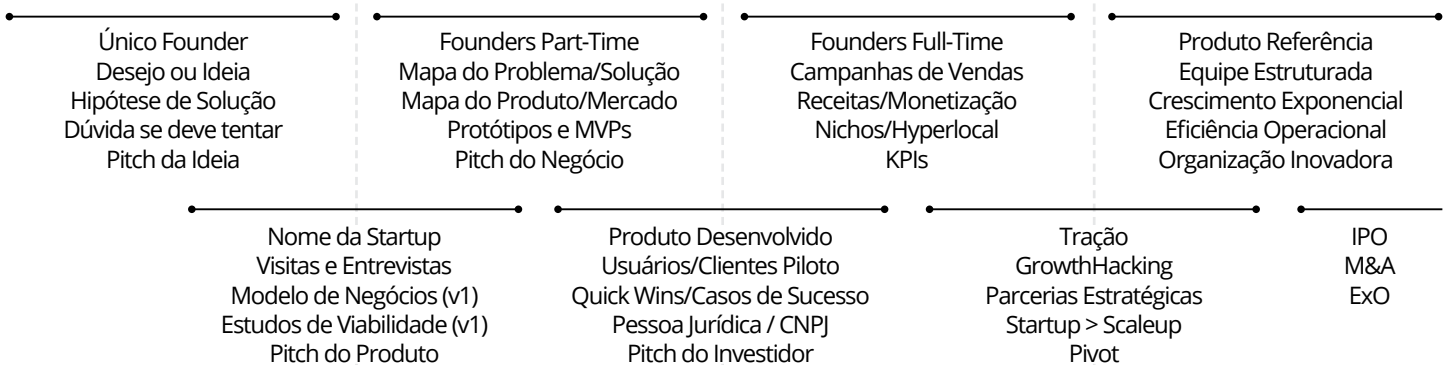 Único Founder
Desejo ou Ideia
Hipótese de Solução
Dúvida se deve tentar
Pitch da Ideia
Founders Part-Time
Mapa do Problema/Solução
Mapa do Produto/Mercado
Protótipos e MVPs
Pitch do Negócio
Founders Full-Time
Campanhas de Vendas
Receitas/Monetização
Nichos/Hyperlocal
KPIs
Produto Referência
Equipe Estruturada
Crescimento Exponencial
Eficiência Operacional
Organização Inovadora
Nome da Startup
Visitas e Entrevistas
Modelo de Negócios (v1)
Estudos de Viabilidade (v1)
Pitch do Produto
Produto Desenvolvido
Usuários/Clientes Piloto
Quick Wins/Casos de Sucesso
Pessoa Jurídica / CNPJ
Pitch do Investidor
Tração
GrowthHacking
Parcerias Estratégicas
Startup > Scaleup
Pivot
IPO
M&A
ExO